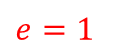 e = 1